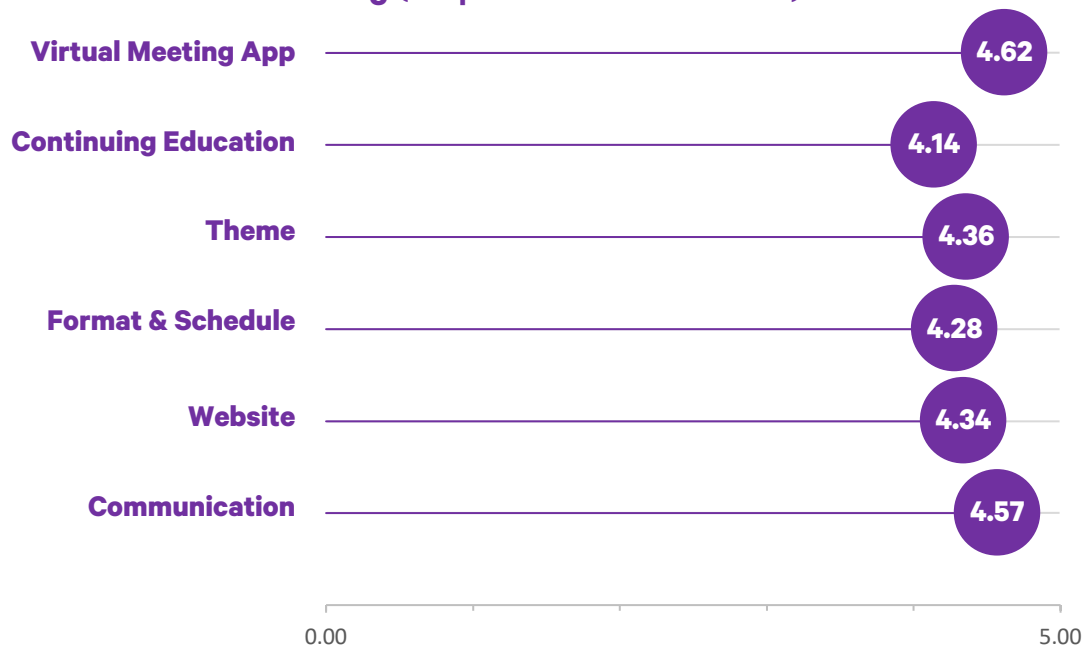 Virtual Meeting App 4.62
Continuing Education 4.14
Theme 4.36
Format & Schedule 4.28
Website 4.34
Communication 4.57
0.00 5.00